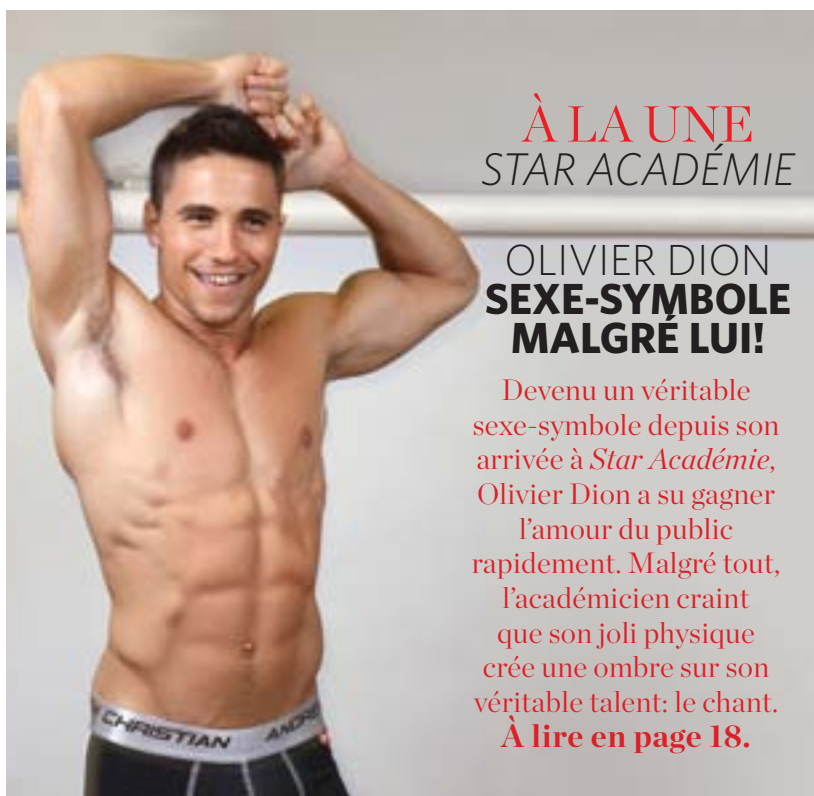 À LA UNE
STAR ACADÉMIE
OLIVIER DION
SEXE-SYMBOLE
MALGRÉ LUI!
Devenu un véritable
sexe-symbole depuis son
arrivée à Star Académie,
Olivier Dion a su gagner
l’amour du public
rapidement. Malgré tout,
l’académicien craint
que son joli physique
crée une ombre sur son
véritable talent: le chant.
À lire en page 18.
CHRISTIAN